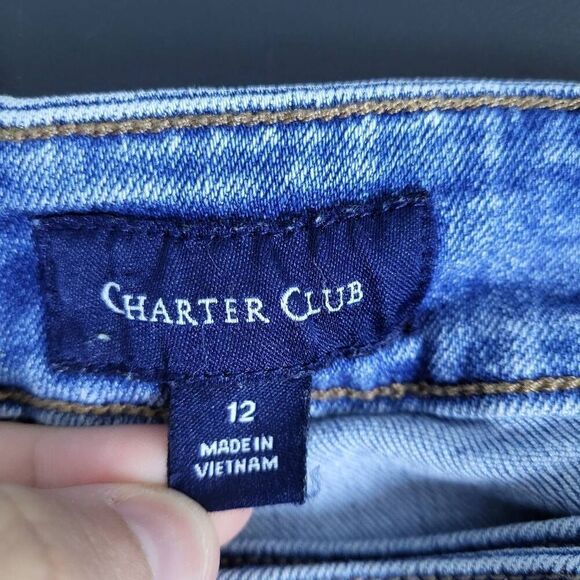 CHARTER CLUB
12
MADE IN
VIETNAM